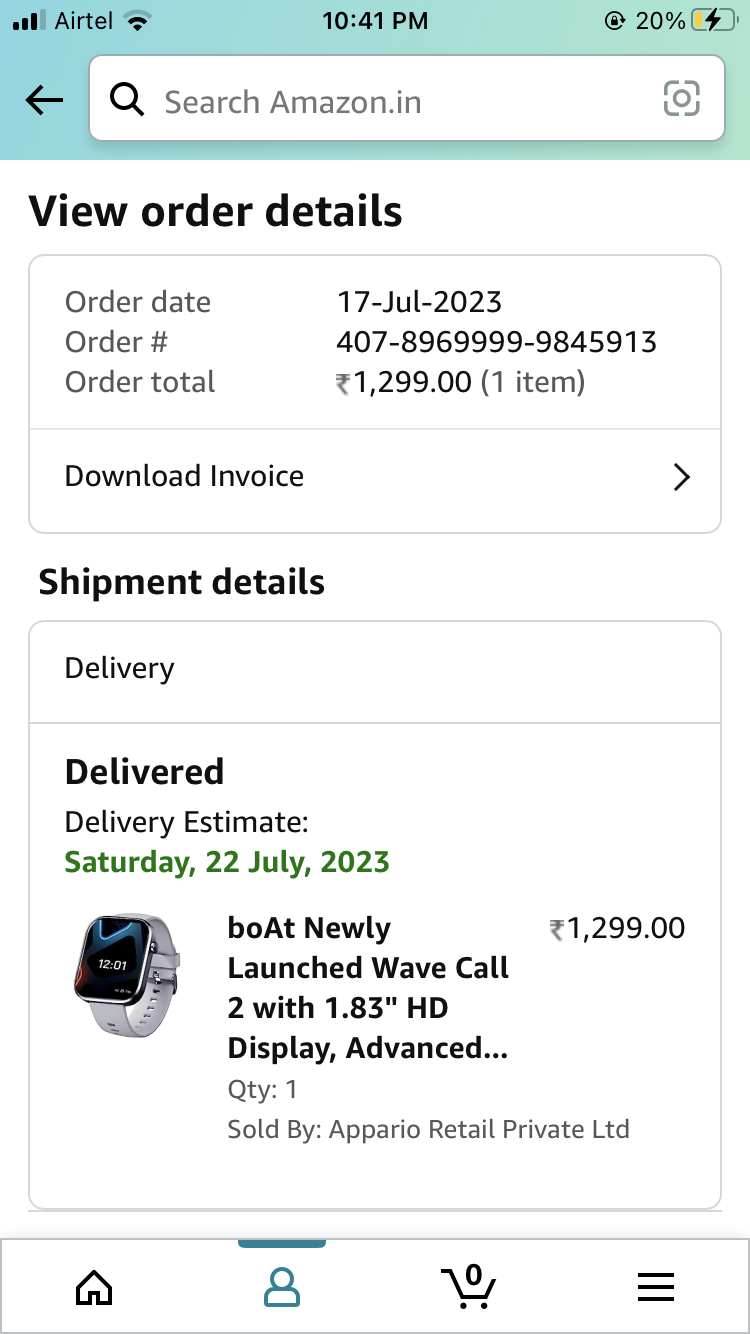 Airtel 10:41 PM 20%
Search Amazon.in
View order details
Order date 17-Jul-2023
Order # 407-8969999-9845913
Order total ₹1,299.00 (1 item)
Download Invoice
Shipment details
Delivery
Delivered
Delivery Estimate:
Saturday, 22 July, 2023
12:01
boAt Newly ₹1,299.00
Launched Wave Call
2 with 1.83" HD
Display, Advanced...
Qty: 1
Sold By: Appario Retail Private Ltd
0